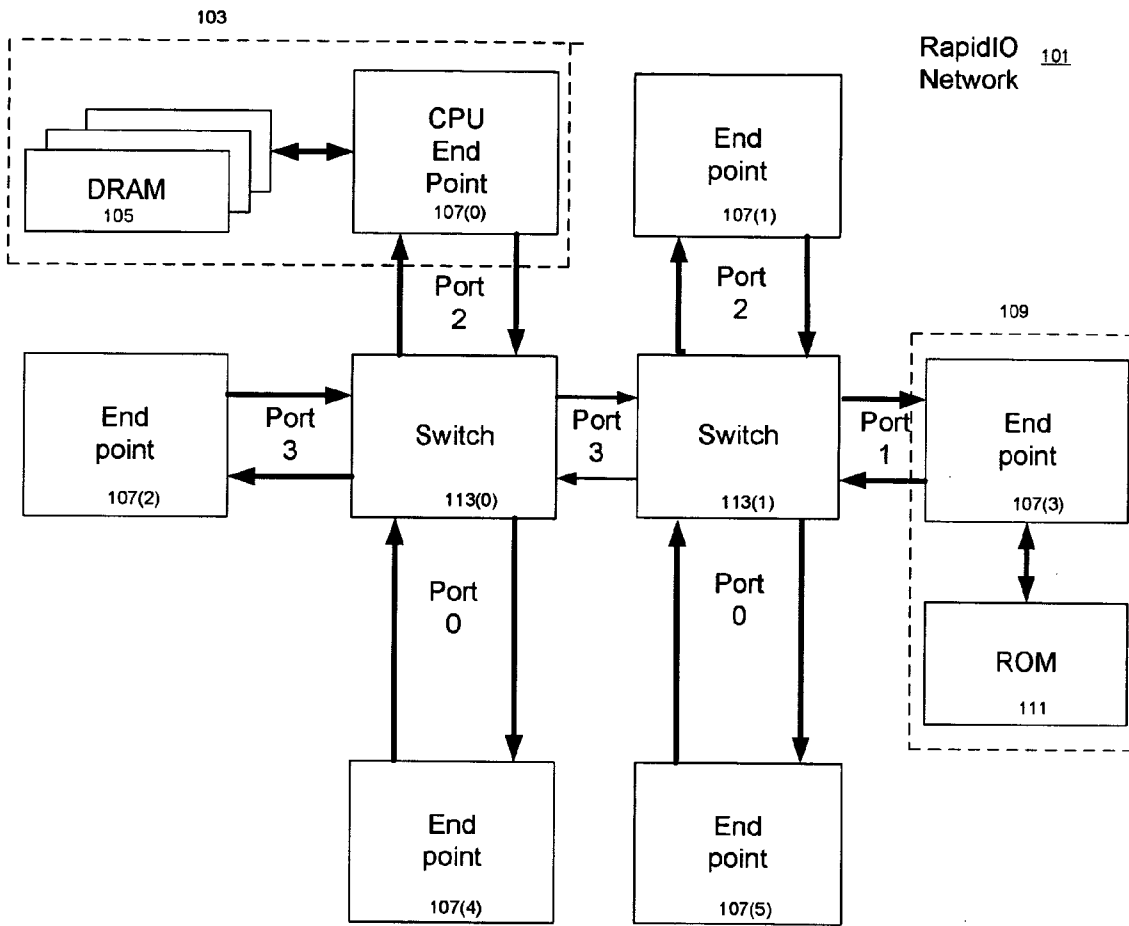 103
RapidIO 101
Network
CPU
End
Point
107(0)
DRAM
105
End
point
107(1)
Port
2
Port
2
109
End
point
107(2)
Port
3
Switch
113(0)
Port
3
Switch
113(1)
Port
1
End
point
107(3)
Port
0
Port
0
ROM
111
End
point
107(4)
End
point
107(5)